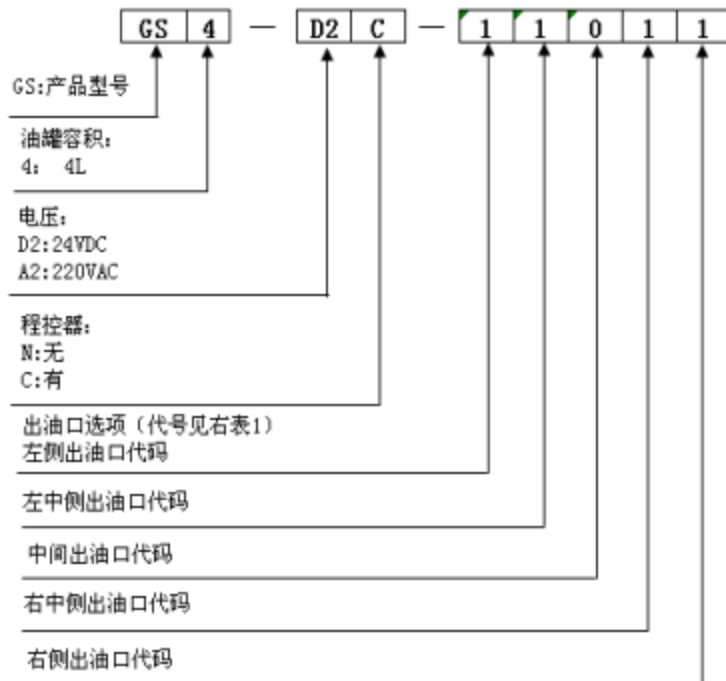 GS 4 — D2 C — 1 1 0 1 1
GS:产品型号
油罐容积:
4: 4L
电压:
D2:24VDC
A2:220VAC
程控器:
N:无
C:有
出油口选项（代号见右表1）
左侧出油口代码
左中侧出油口代码
中间出油口代码
右中侧出油口代码
右侧出油口代码